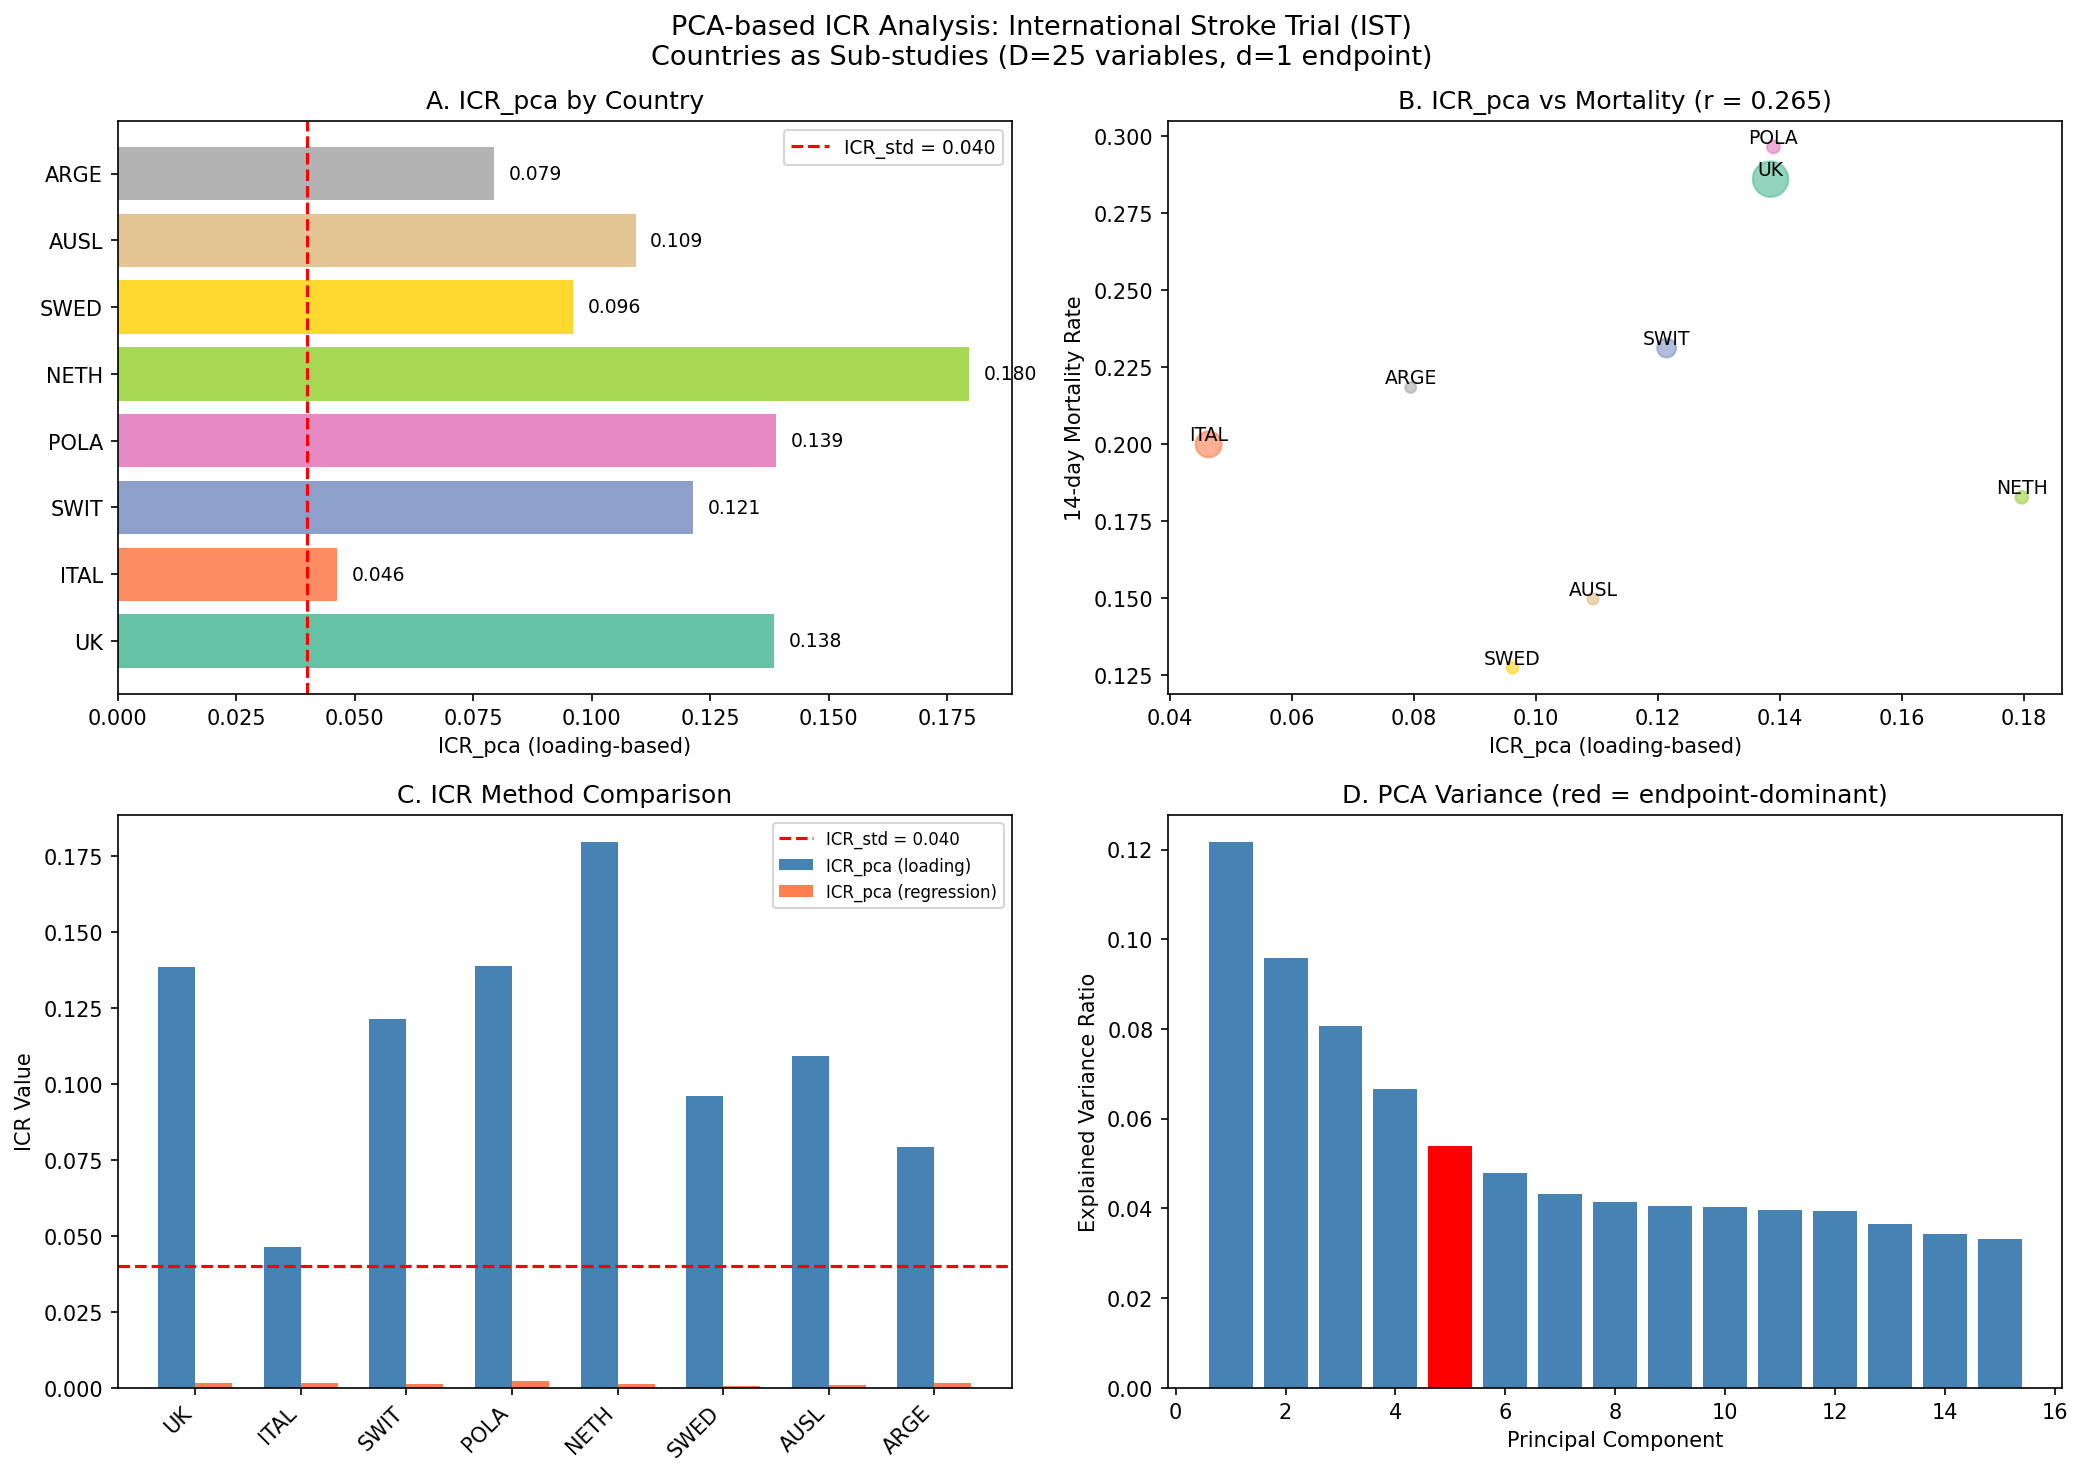 PCA-based ICR Analysis: International Stroke Trial (IST)
Countries as Sub-studies (D=25 variables, d=1 endpoint)
A. ICR_pca by Country
ICR_std = 0.040
ARGE
0.079
AUSL
0.109
SWED
0.096
NETH
0.180
POLA
0.139
SWIT
0.121
ITAL
0.046
UK
0.138
0.000 0.025 0.050 0.075 0.100 0.125 0.150 0.175
ICR_pca (loading-based)
B. ICR_pca vs Mortality (r = 0.265)
14-day Mortality Rate
0.300
0.275
0.250
0.225
0.200
0.175
0.150
0.125
POLA
UK
SWIT
ARGE
ITAL
NETH
AUSL
SWED
0.04 0.06 0.08 0.10 0.12 0.14 0.16 0.18
ICR_pca (loading-based)
C. ICR Method Comparison
ICR_std = 0.040
ICR_pca (loading)
ICR_pca (regression)
ICR Value
0.175
0.150
0.125
0.100
0.075
0.050
0.025
0.000
UK ITAL SWIT POLA NETH SWED AUSL ARGE
D. PCA Variance (red = endpoint-dominant)
Explained Variance Ratio
0.12
0.10
0.08
0.06
0.04
0.02
0.00
0 2 4 6 8 10 12 14 16
Principal Component